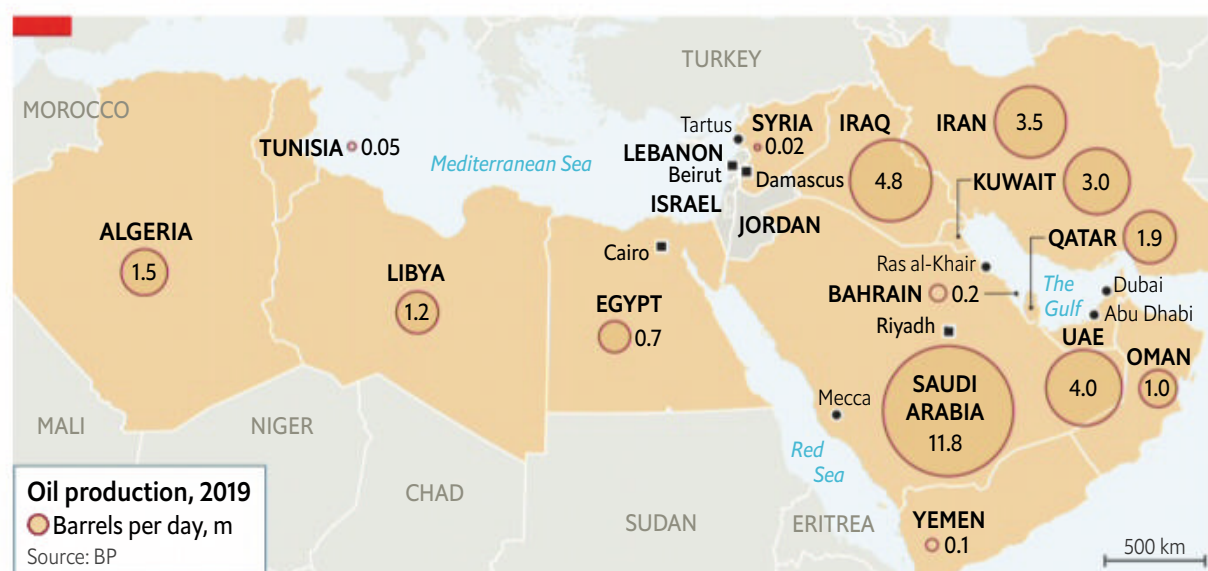 TURKEY
MOROCCO
Tartus
SYRIA
0.02
IRAQ
4.8
IRAN
3.5
TUNISIA
0.05
Mediterranean Sea
LEBANON
Beirut
Damascus
KUWAIT
3.0
ISRAEL
JORDAN
ALGERIA
1.5
LIBYA
1.2
Cairo
EGYPT
0.7
QATAR
1.9
Ras al-Khair
BAHRAIN
0.2
The
Gulf
Dubai
Abu Dhabi
Riyadh
UAE
4.0
OMAN
1.0
SAUDI
ARABIA
11.8
Mecca
Red
Sea
MALI
NIGER
CHAD
SUDAN
ERITREA
YEMEN
0.1
500 km
Oil production, 2019
Barrels per day, m
Source: BP